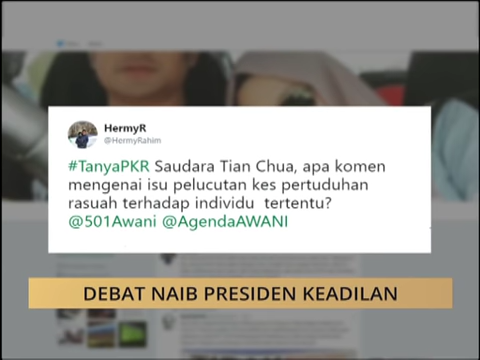 HermyR
@HermyRahim
#TanyaPKR Saudara Tian Chua, apa komen
mengenai isu pelucutan kes pertuduhan
rasuah terhadap individu tertentu?
@501Awani @AgendaAWANI
DEBAT NAIB PRESIDEN KEADILAN